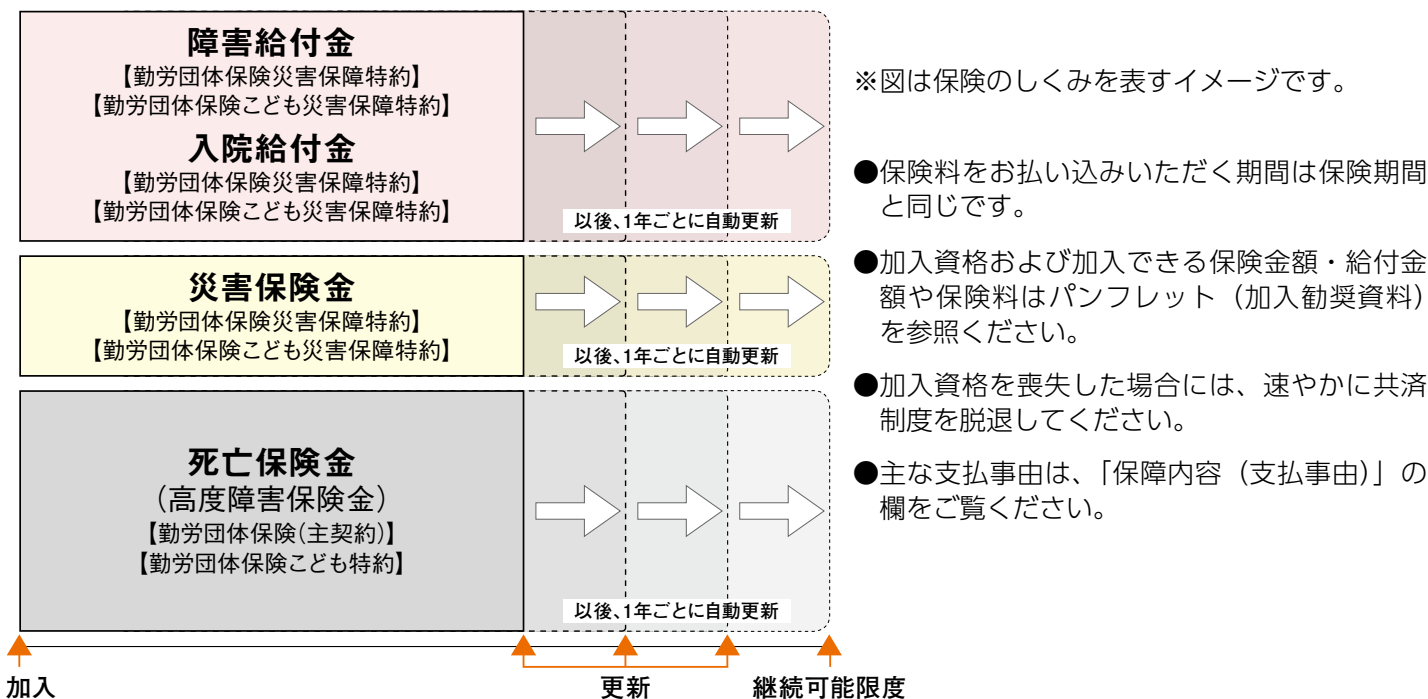 障害給付金
【勤労団体保険災害保障特約】
【勤労団体保険こども災害保障特約】
入院給付金
【勤労団体保険災害保障特約】
【勤労団体保険こども災害保障特約】
以後、1年ごとに自動更新
災害保険金
【勤労団体保険災害保障特約】
【勤労団体保険こども災害保障特約】
以後、1年ごとに自動更新
死亡保険金
（高度障害保険金）
【勤労団体保険(主契約)】
【勤労団体保険こども特約】
以後、1年ごとに自動更新
加入
更新
継続可能限度
※図は保険のしくみを表すイメージです。
●保険料をお払い込みいただく期間は保険期間
と同じです。
●加入資格および加入できる保険金額・給付金
額や保険料はパンフレット（加入勧奨資料）
を参照ください。
●加入資格を喪失した場合には、速やかに共済
制度を脱退してください。
●主な支払事由は、「保障内容（支払事由）」の
欄をご覧ください。